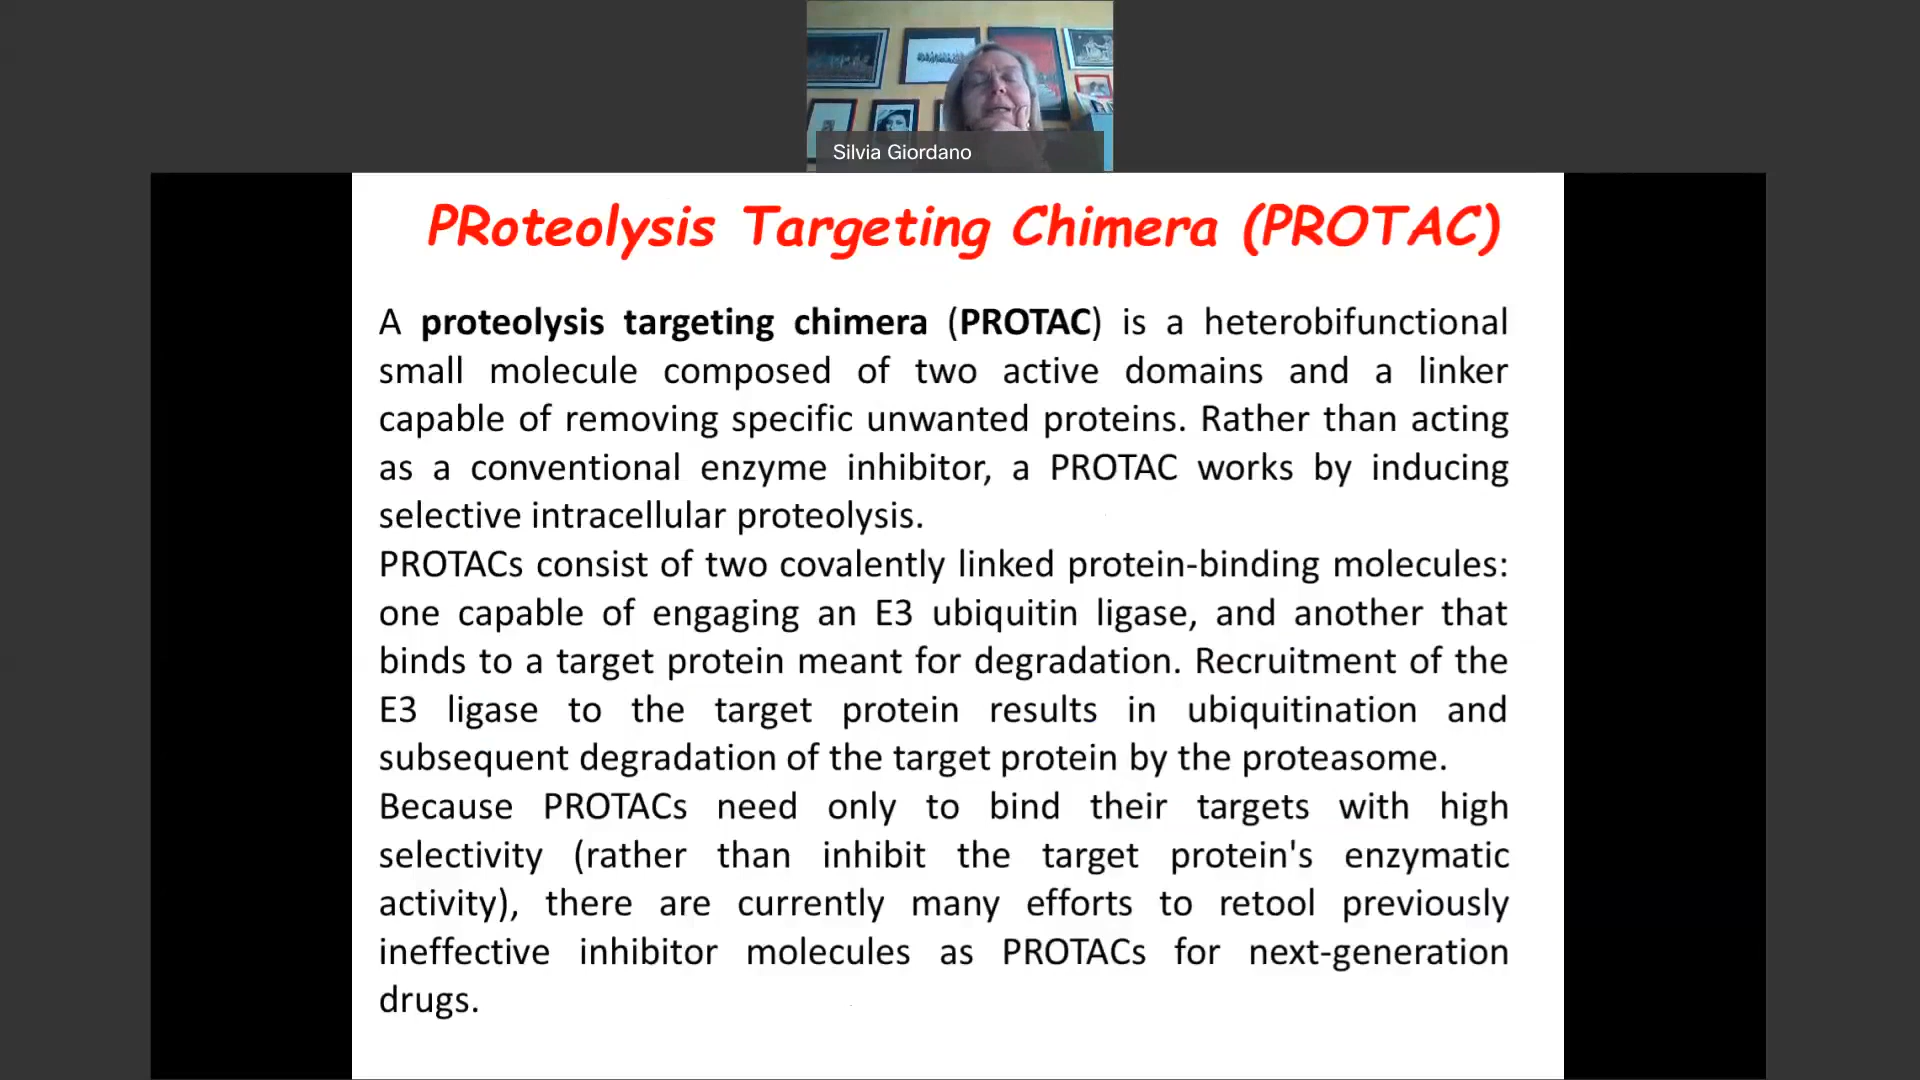 Silvia Giordano
PRoteolysis Targeting Chimera (PROTAC)
A proteolysis targeting chimera (PROTAC) is a heterobifunctional
small molecule composed of two active domains and a linker
capable of removing specific unwanted proteins. Rather than acting
as a conventional enzyme inhibitor, a PROTAC works by inducing
selective intracellular proteolysis.
PROTACs consist of two covalently linked protein-binding molecules:
one capable of engaging an E3 ubiquitin ligase, and another that
binds to a target protein meant for degradation. Recruitment of the
E3 ligase to the target protein results in ubiquitination and
subsequent degradation of the target protein by the proteasome.
Because PROTACs need only to bind their targets with high
selectivity (rather than inhibit the target protein's enzymatic
activity), there are currently many efforts to retool previously
ineffective inhibitor molecules as PROTACs for next-generation
drugs.